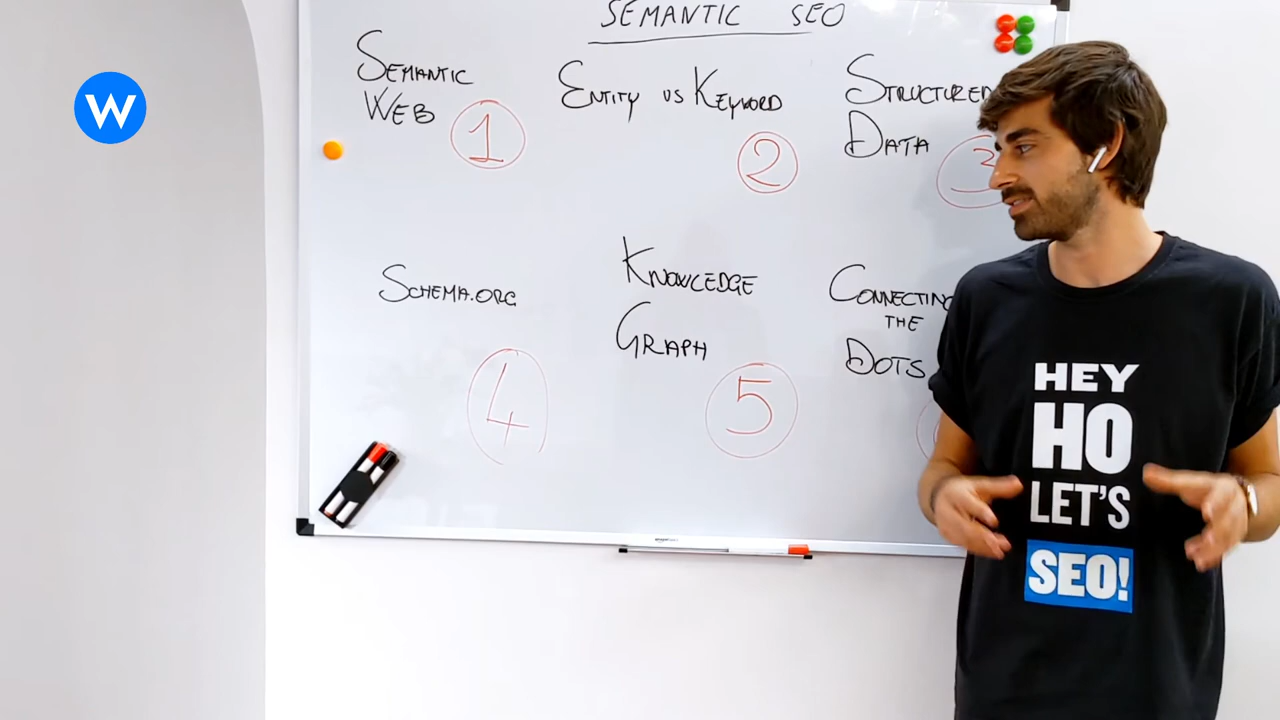 SEMANTIC SEO
SEMANTIC
WEB
1
ENTITY VS KEYWORD
2
STRUCTURED
DATA
3
SCHEMA.ORG
4
KNOWLEDGE
GRAPH
5
CONNECTING
THE
DOTS
W
HEY
HO
LET'S
SEO!